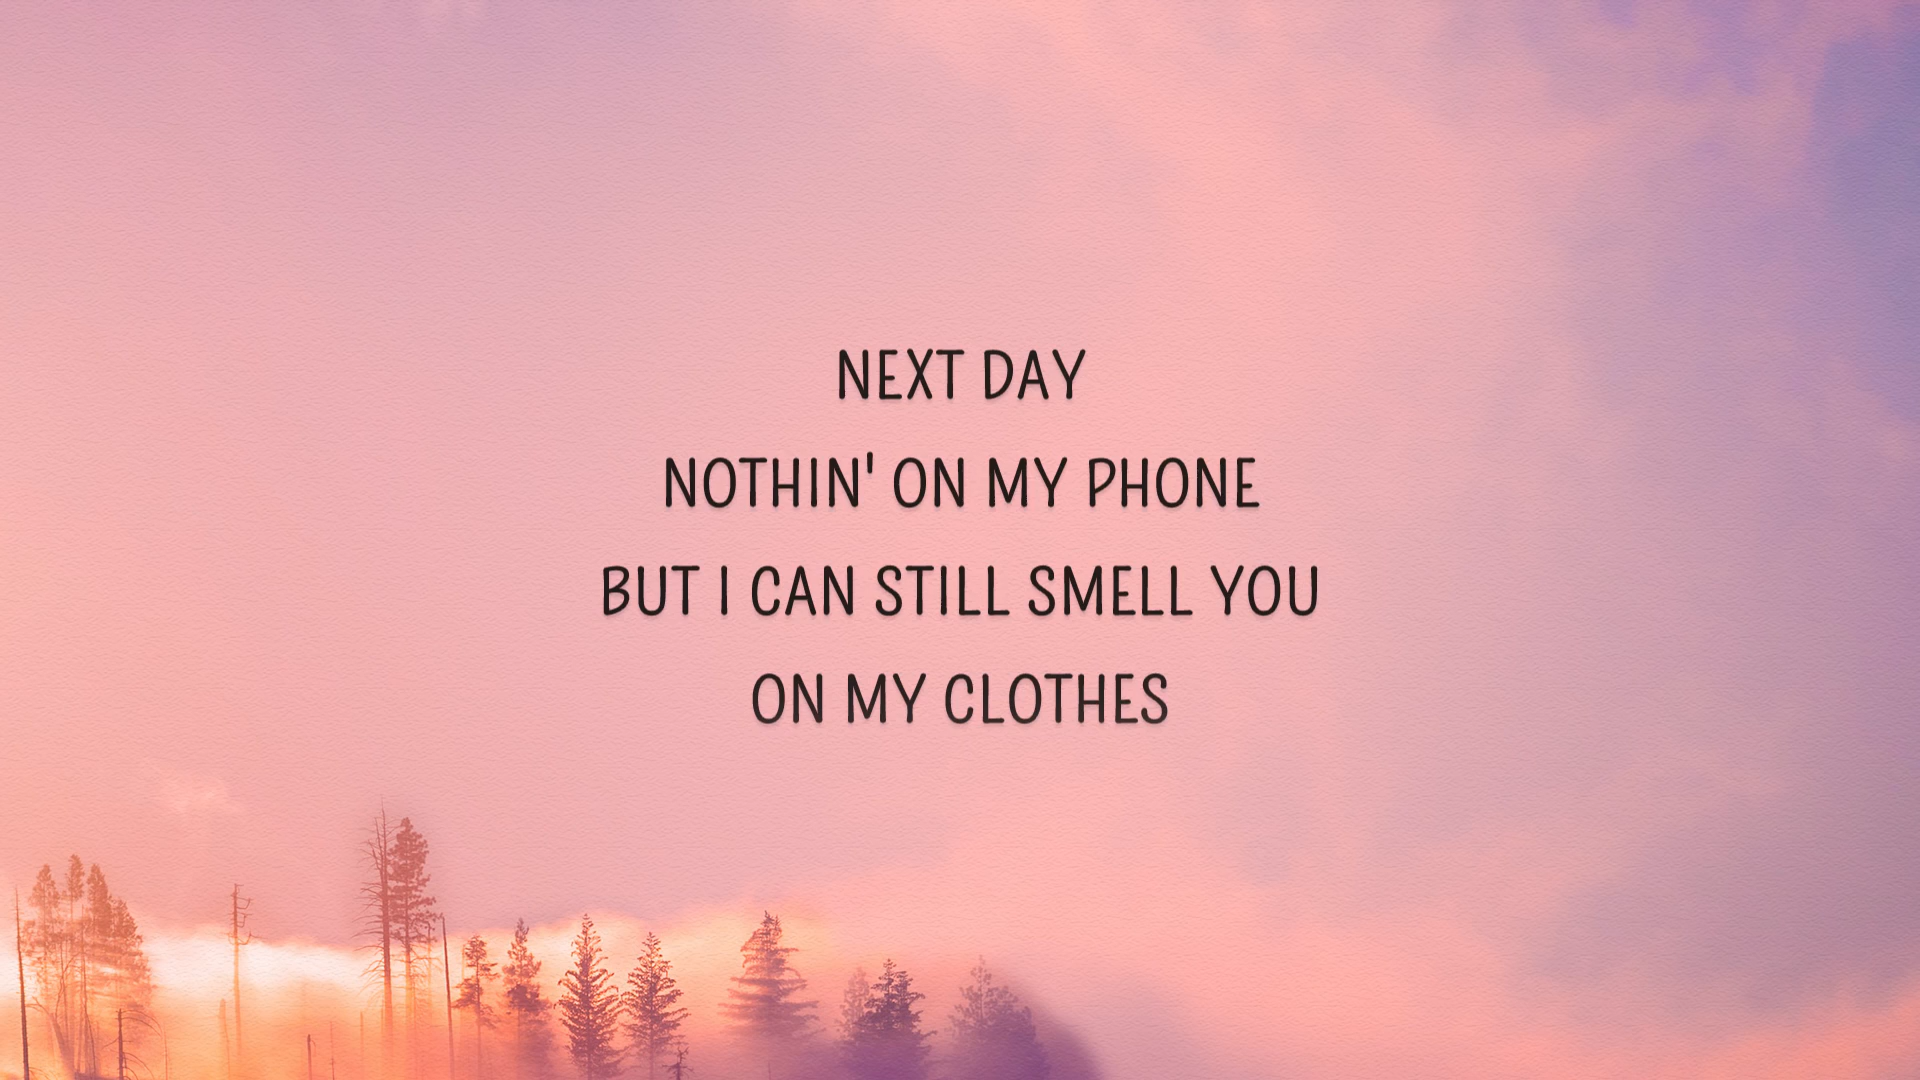 NEXT DAY
NOTHIN' ON MY PHONE
BUT I CAN STILL SMELL YOU
ON MY CLOTHES